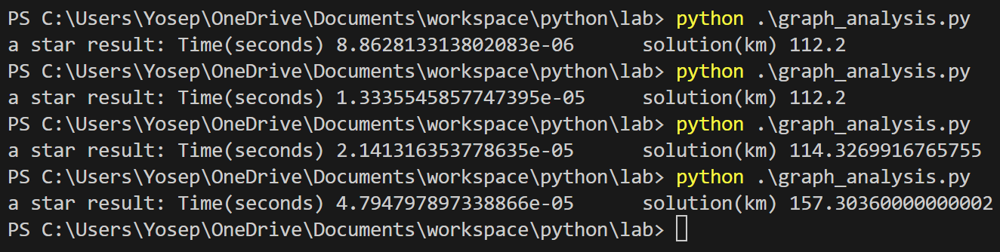 PS C:\Users\Yosep\OneDrive\Documents\workspace\python\lab> python .\graph_analysis.py
a star result: Time(seconds) 8.862813313802083e-06      solution(km) 112.2
PS C:\Users\Yosep\OneDrive\Documents\workspace\python\lab> python .\graph_analysis.py
a star result: Time(seconds) 1.3335545857747395e-05     solution(km) 112.2
PS C:\Users\Yosep\OneDrive\Documents\workspace\python\lab> python .\graph_analysis.py
a star result: Time(seconds) 2.141316353778635e-05      solution(km) 114.3269916765755
PS C:\Users\Yosep\OneDrive\Documents\workspace\python\lab> python .\graph_analysis.py
a star result: Time(seconds) 4.794797897338866e-05      solution(km) 157.30360000000002
PS C:\Users\Yosep\OneDrive\Documents\workspace\python\lab>